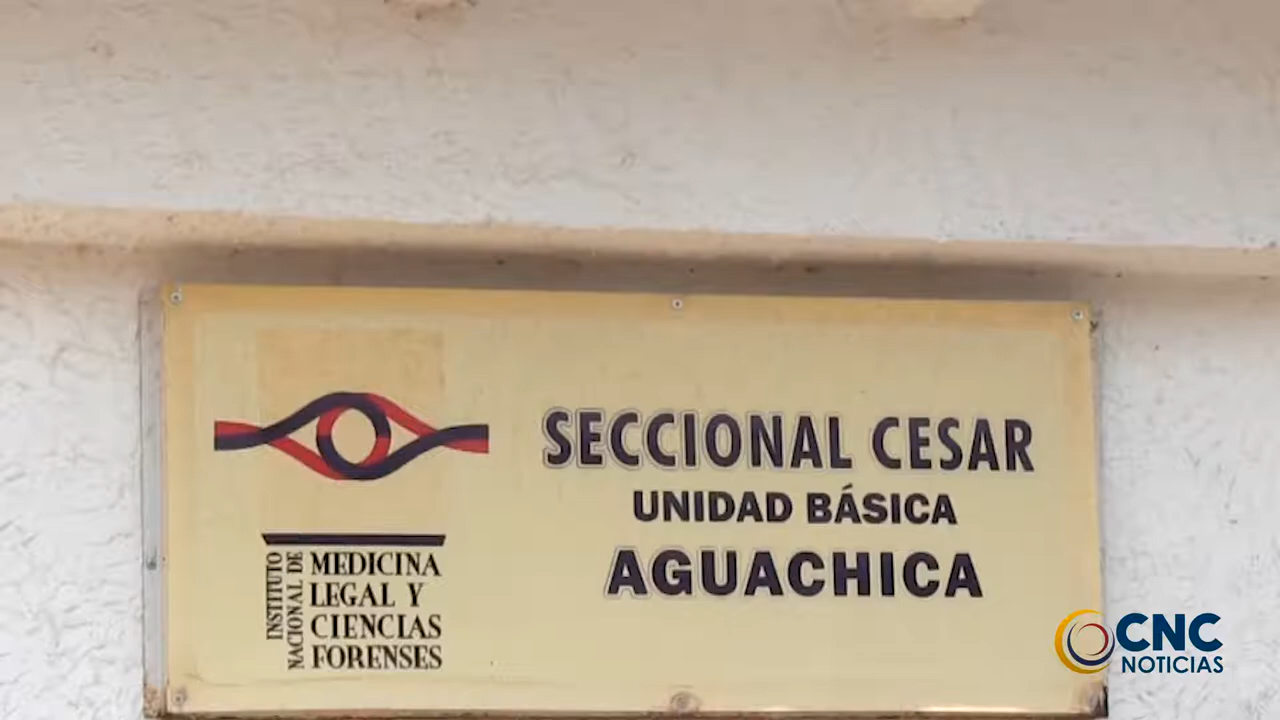 SECCIONAL CESAR
UNIDAD BÁSICA
AGUACHICA
INSTITUTO
NACIONAL DE
MEDICINA
LEGAL Y
CIENCIAS
FORENSES
CNC
NOTICIAS